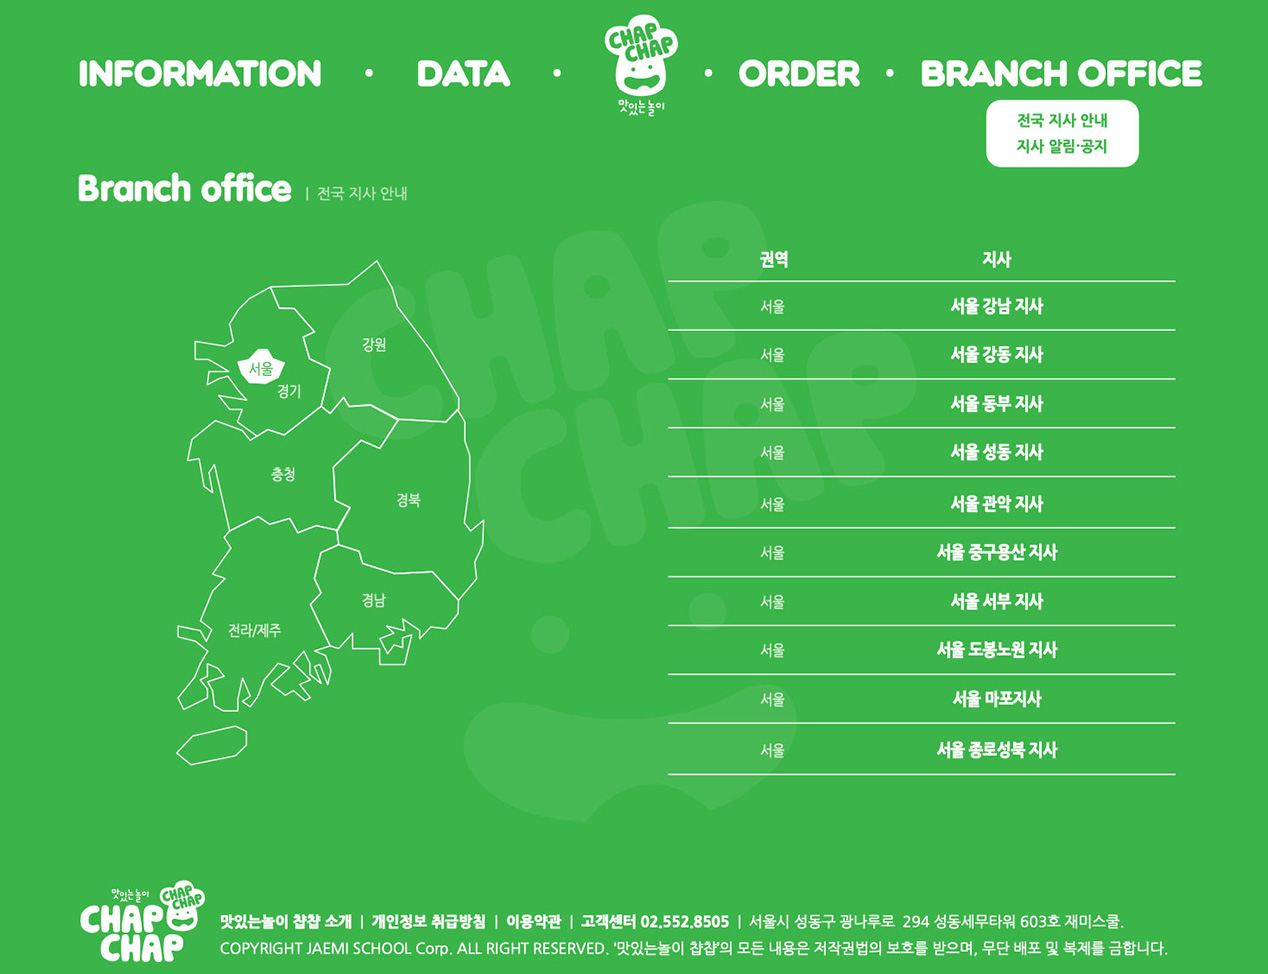 CHAP
CHAP
맛있는놀이
INFORMATION • DATA • ORDER • BRANCH OFFICE
전국 지사 안내
지사 알림·공지
Branch office | 전국 지사 안내
CHAP
CHAP
강원
서울
경기
충청
경북
경남
전라/제주
권역 지사
서울 서울 강남 지사
서울 서울 강동 지사
서울 서울 동부 지사
서울 서울 성동 지사
서울 서울 관악 지사
서울 서울 중구용산 지사
서울 서울 서부 지사
서울 서울 도봉노원 지사
서울 서울 마포지사
서울 서울 종로성북 지사
맛있는놀이
CHAP
CHAP
CHAP
CHAP
맛있는놀이 챱챱 소개 | 개인정보 취급방침 | 이용약관 | 고객센터 02.552.8505 | 서울시 성동구 광나루로 294 성동세무타워 603호 재미스쿨.
COPYRIGHT JAEMI SCHOOL Corp. ALL RIGHT RESERVED. '맛있는놀이 챱챱'의 모든 내용은 저작권법의 보호를 받으며, 무단 배포 및 복제를 금합니다.